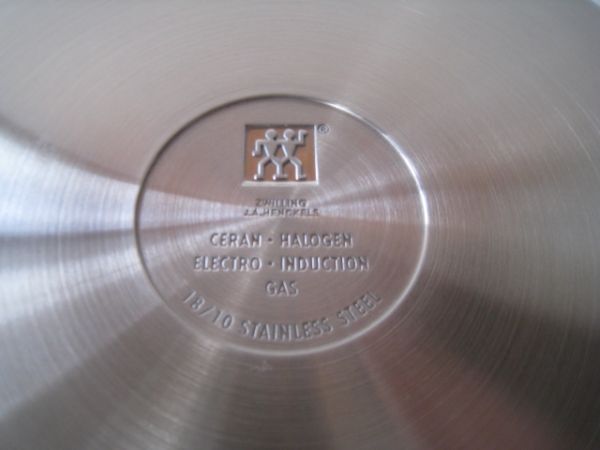 ®
ZWILLING
J.A.HENCKELS
CERAN · HALOGEN
ELECTRO · INDUCTION
GAS
18/10 STAINLESS STEEL